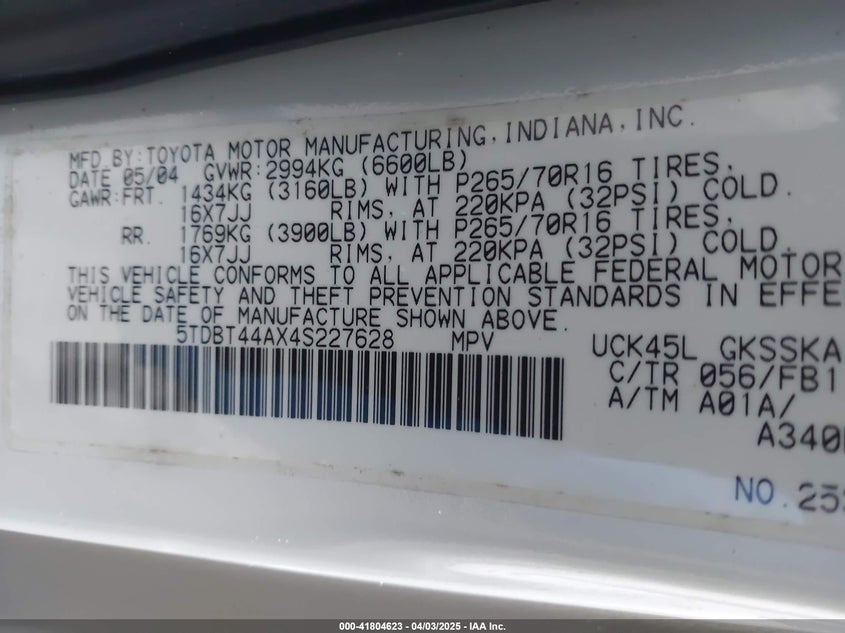 MFD BY: TOYOTA MOTOR MANUFACTURING, INDIANA, INC.
DATE 05/04 GVWR: 2994KG (6600LB)
GAWR: FRT. 1434KG (3160LB) WITH P265/70R16 TIRES,
16X7JJ RIMS, AT 220KPA (32PSI) COLD.
RR. 1769KG (3900LB) WITH P265/70R16 TIRES,
16X7JJ RIMS, AT 220KPA (32PSI) COLD.
THIS VEHICLE CONFORMS TO ALL APPLICABLE FEDERAL MOTOR
VEHICLE SAFETY AND THEFT PREVENTION STANDARDS IN EFFE
ON THE DATE OF MANUFACTURE SHOWN ABOVE.
5TDBT44AX4S227628 MPV
UCK45L GKSSKA
C/TR 056/FB1
A/TM A01A/
A340
NO. 25
000-41804623 - 04/03/2025 - IAA Inc.